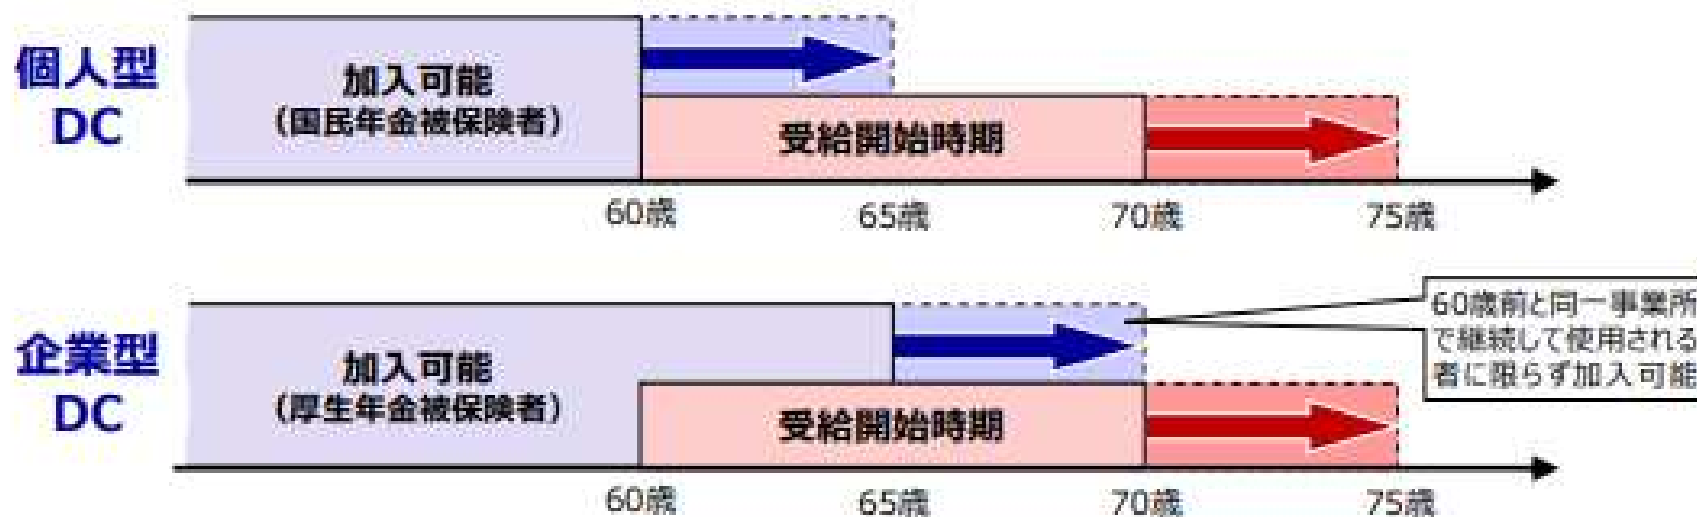 個人型
DC
加入可能
（国民年金被保険者）
受給開始時期
60歳
65歳
70歳
75歳
企業型
DC
加入可能
（厚生年金被保険者）
受給開始時期
60歳前と同一事業所
で継続して使用される
者に限らず加入可能
60歳
65歳
70歳
75歳